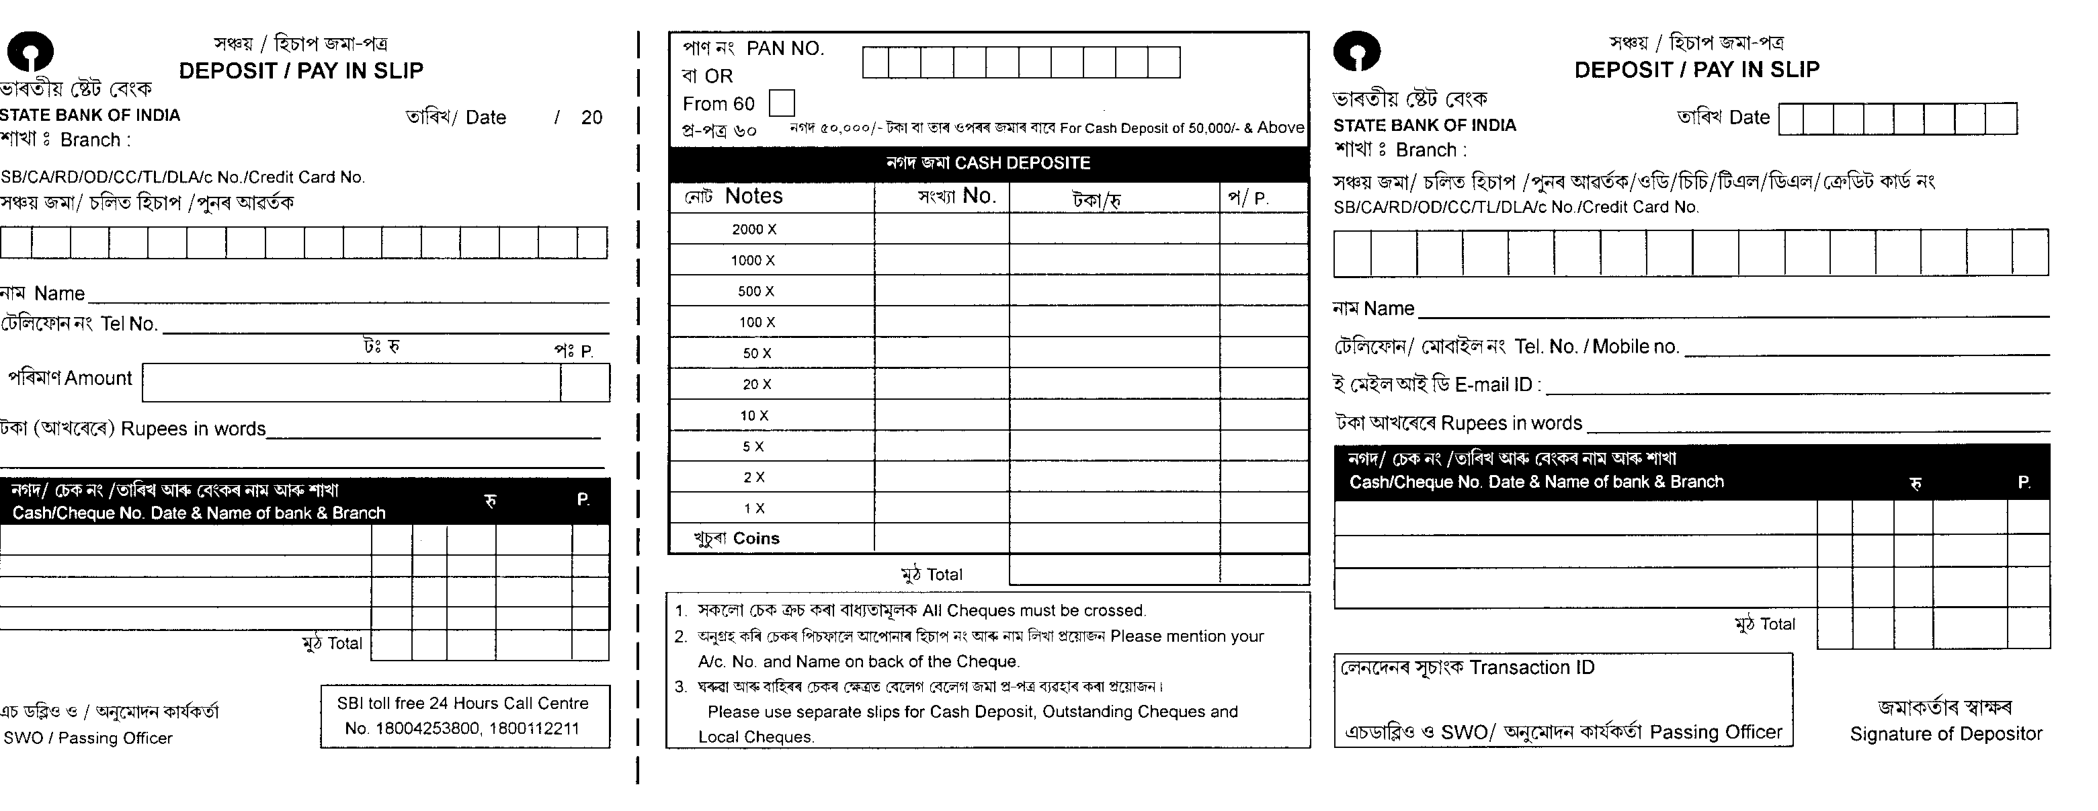 সঞ্চয় / হিচাপ জমা-পত্ৰ
DEPOSIT / PAY IN SLIP
ভাৰতীয় ষ্টেট বেংক
STATE BANK OF INDIA
তাৰিখ/ Date / 20
শাখা ঃ Branch :
SB/CA/RD/OD/CC/TL/DLA/c No./Credit Card No.
সঞ্চয় জমা/ চলিত হিচাপ /পুনৰ আৱৰ্তক
নাম Name
টেলিফোন নং Tel No.
টঃ रु পঃ P.
পৰিমাণ Amount
টকা (আখৰেৰে) Rupees in words
নগদ/ চেক নং /তাৰিখ আৰু বেংকৰ নাম আৰু শাখা
Cash/Cheque No. Date & Name of bank & Branch रु P.
মুঠ Total
এচ ডব্লিও ও / অনুমোদন কাৰ্যকৰ্তা
SWO / Passing Officer
SBI toll free 24 Hours Call Centre
No. 18004253800, 1800112211
পাণ নং PAN NO.
বা OR
From 60
প্ৰ-পত্ৰ ৬০ নগদ ৫০,০০০/- টকা বা তাৰ ওপৰৰ জমাৰ বাবে For Cash Deposit of 50,000/- & Above
নগদ জমা CASH DEPOSITE
নোট Notes সংখ্যা No. টকা/रु প/ P.
2000 X
1000 X
500 X
100 X
50 X
20 X
10 X
5 X
2 X
1 X
খুচুৰা Coins
মুঠ Total
1. সকলো চেক ক্ৰচ কৰা বাধ্যতামূলক All Cheques must be crossed.
2. অনুগ্ৰহ কৰি চেকৰ পিচফালে আপোনাৰ হিচাপ নং আৰু নাম লিখা প্ৰয়োজন Please mention your
A/c. No. and Name on back of the Cheque.
3. ঘৰুৱা আৰু বাহিৰৰ চেকৰ ক্ষেত্ৰত বেলেগ বেলেগ জমা প্ৰ-পত্ৰ ব্যৱহাৰ কৰা প্ৰয়োজন।
Please use separate slips for Cash Deposit, Outstanding Cheques and
Local Cheques.
সঞ্চয় / হিচাপ জমা-পত্ৰ
DEPOSIT / PAY IN SLIP
ভাৰতীয় ষ্টেট বেংক
STATE BANK OF INDIA
তাৰিখ Date
শাখা ঃ Branch :
সঞ্চয় জমা/ চলিত হিচাপ /পুনৰ আৱৰ্তক/ওডি/চিচি/টিএল/ডিএল/ক্ৰেডিট কাৰ্ড নং
SB/CA/RD/OD/CC/TL/DLA/c No./Credit Card No.
নাম Name
টেলিফোন/ মোবাইল নং Tel. No. / Mobile no.
ই মেইল আই ডি E-mail ID :
টকা আখৰেৰে Rupees in words
নগদ/ চেক নং /তাৰিখ আৰু বেংকৰ নাম আৰু শাখা
Cash/Cheque No. Date & Name of bank & Branch रु P.
মুঠ Total
লেনদেনৰ সূচাংক Transaction ID
এচডাব্লিও ও SWO/ অনুমোদন কাৰ্যকৰ্তা Passing Officer
জমাকৰ্তাৰ স্বাক্ষৰ
Signature of Depositor